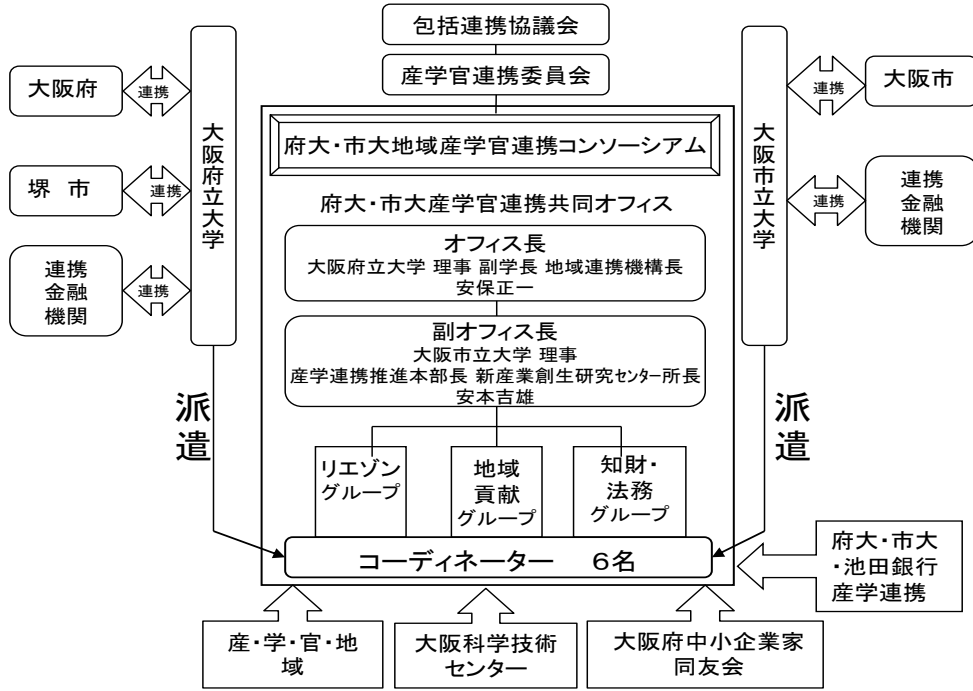 包括連携協議会
産学官連携委員会
大阪府
連携
堺 市
連携
連携
金融
機関
連携
大阪府立大学
府大・市大地域産学官連携コンソーシアム
府大・市大産学官連携共同オフィス
オフィス長
大阪府立大学 理事 副学長 地域連携機構長
安保正一
副オフィス長
大阪市立大学 理事
産学連携推進本部長 新産業創生研究センター所長
安本吉雄
大阪市立大学
連携
大阪市
連携
連携
金融
機関
派遣
派遣
リエゾン
グループ
地域
貢献
グループ
知財・
法務
グループ
コーディネーター 6名
府大・市大
・池田銀行
産学連携
産・学・官・地
域
大阪科学技術
センター
大阪府中小企業家
同友会